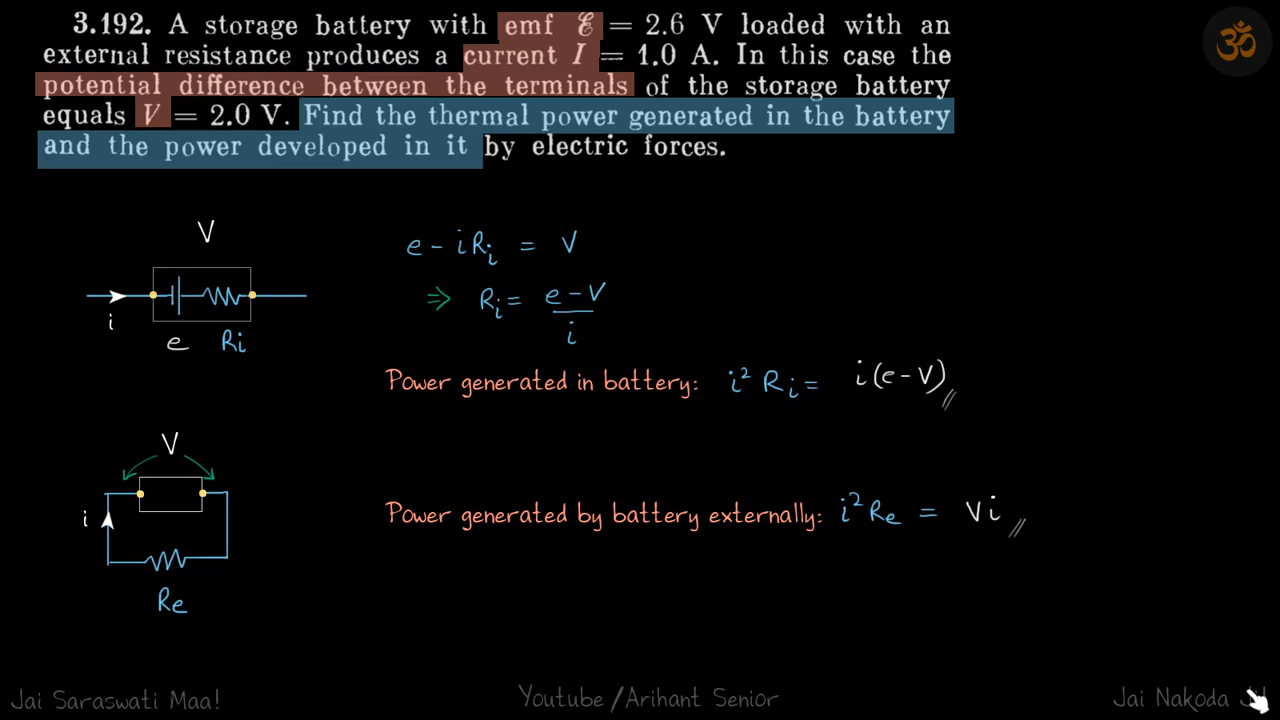 3.192. A storage battery with emf ℰ = 2.6 V loaded with an
external resistance produces a current I = 1.0 A. In this case the
potential difference between the terminals of the storage battery
equals V = 2.0 V. Find the thermal power generated in the battery
and the power developed in it by electric forces.
ॐ
V
i
e Ri
e - iRi = V
⇒ Ri = (e - V)/i
Power generated in battery: i² Ri = i(e - V)
V
i
Re
Power generated by battery externally: i² Re = Vi
Jai Saraswati Maa!
Youtube/Arihant Senior
Jai Nakoda